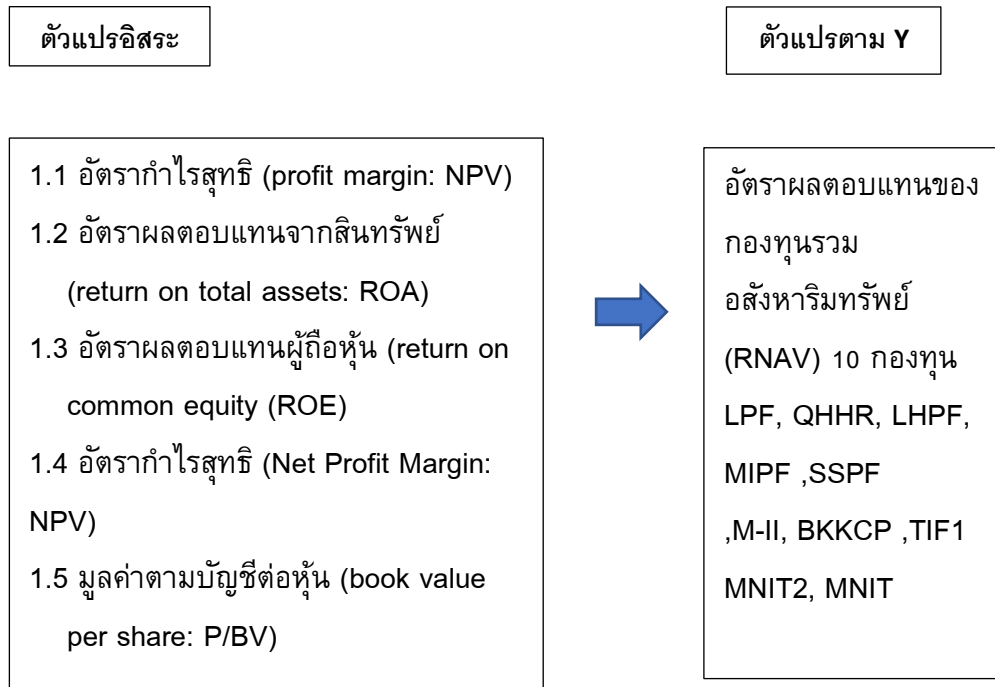 ตัวแปรอิสระ
ตัวแปรตาม Y
1.1 อัตรากำไรสุทธิ (profit margin: NPV)
1.2 อัตราผลตอบแทนจากสินทรัพย์
(return on total assets: ROA)
1.3 อัตราผลตอบแทนผู้ถือหุ้น (return on
common equity (ROE)
1.4 อัตรากำไรสุทธิ (Net Profit Margin:
NPV)
1.5 มูลค่าตามบัญชีต่อหุ้น (book value
per share: P/BV)
อัตราผลตอบแทนของ
กองทุนรวม
อสังหาริมทรัพย์
(RNAV) 10 กองทุน
LPF, QHHR, LHPF,
MIPF ,SSPF
,M-II, BKKCP ,TIF1
MNIT2, MNIT